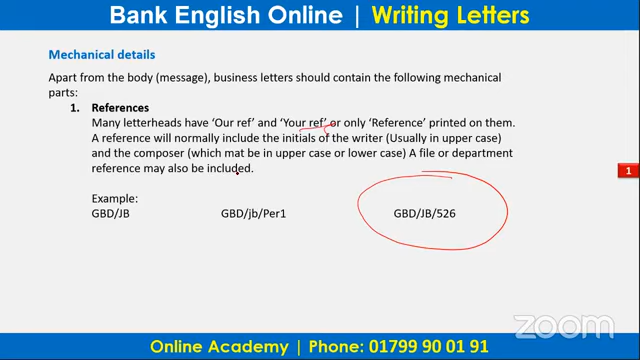 Bank English Online | Writing Letters
Mechanical details
Apart from the body (message), business letters should contain the following mechanical
parts:
1. References
Many letterheads have ‘Our ref’ and ‘Your ref’ or only ‘Reference’ printed on them.
A reference will normally include the initials of the writer (Usually in upper case)
and the composer (which mat be in upper case or lower case) A file or department
reference may also be included.
1
Example:
GBD/JB GBD/jb/Per1 GBD/JB/526
zoom
Online Academy | Phone: 01799 90 01 91